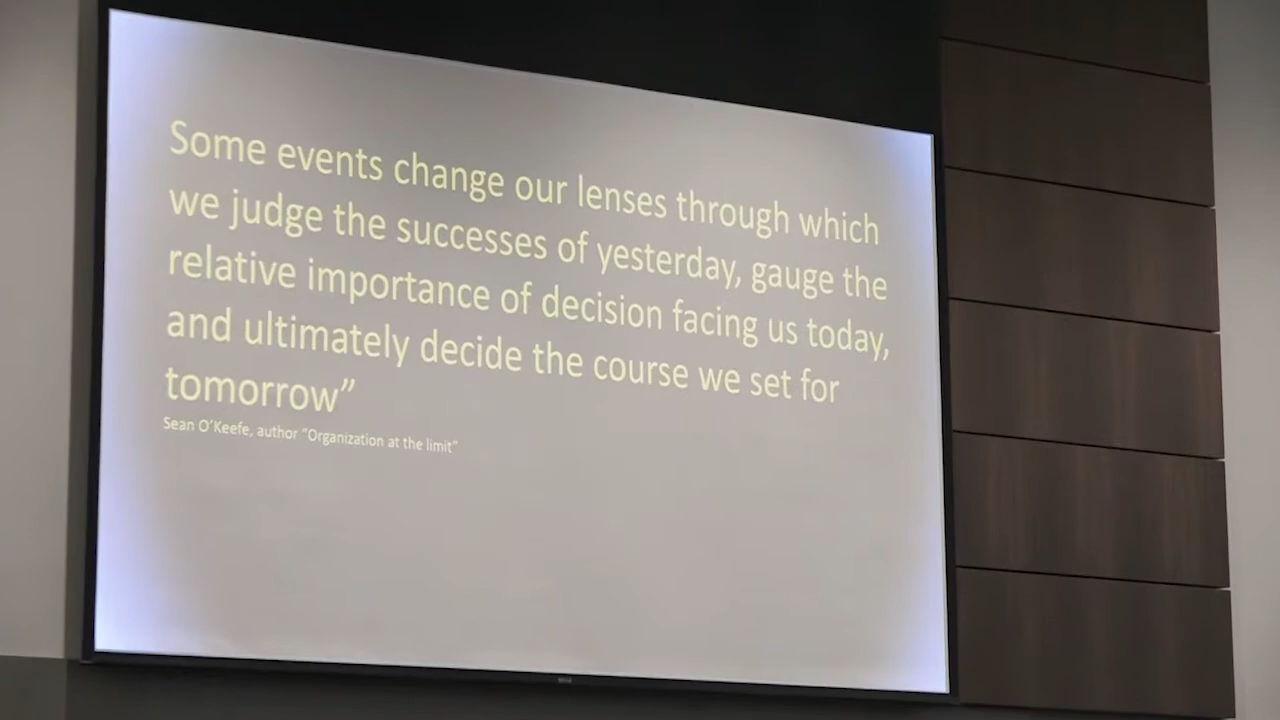 Some events change our lenses through which
we judge the successes of yesterday, gauge the
relative importance of decision facing us today,
and ultimately decide the course we set for
tomorrow”
Sean O’Keefe, author “Organization at the limit”